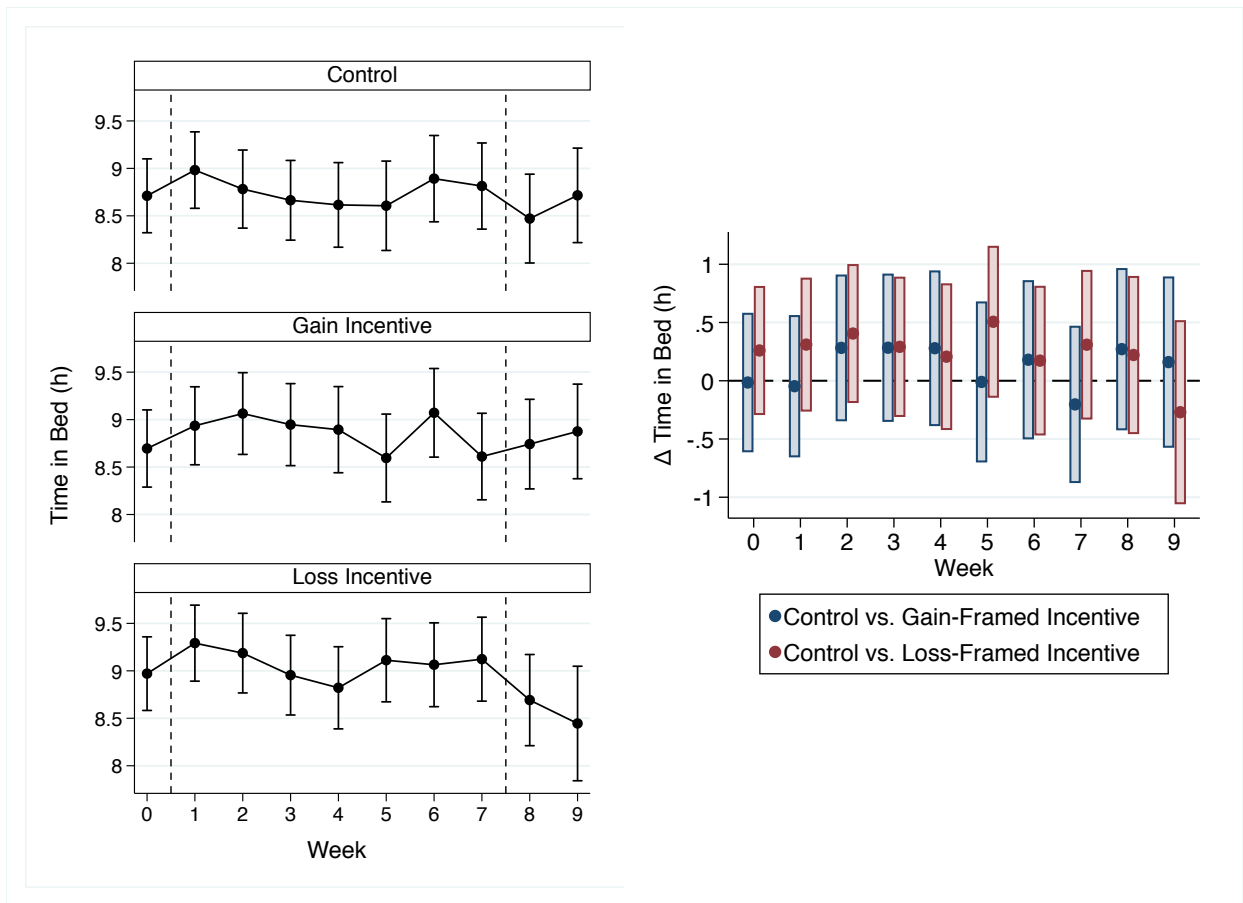 Control
9.5
9
8.5
8
Gain Incentive
9.5
9
8.5
8
Time in Bed (h)
Loss Incentive
9.5
9
8.5
8
0 1 2 3 4 5 6 7 8 9
Week
1
.5
0
-.5
-1
Δ Time in Bed (h)
0 1 2 3 4 5 6 7 8 9
Week
Control vs. Gain-Framed Incentive
Control vs. Loss-Framed Incentive